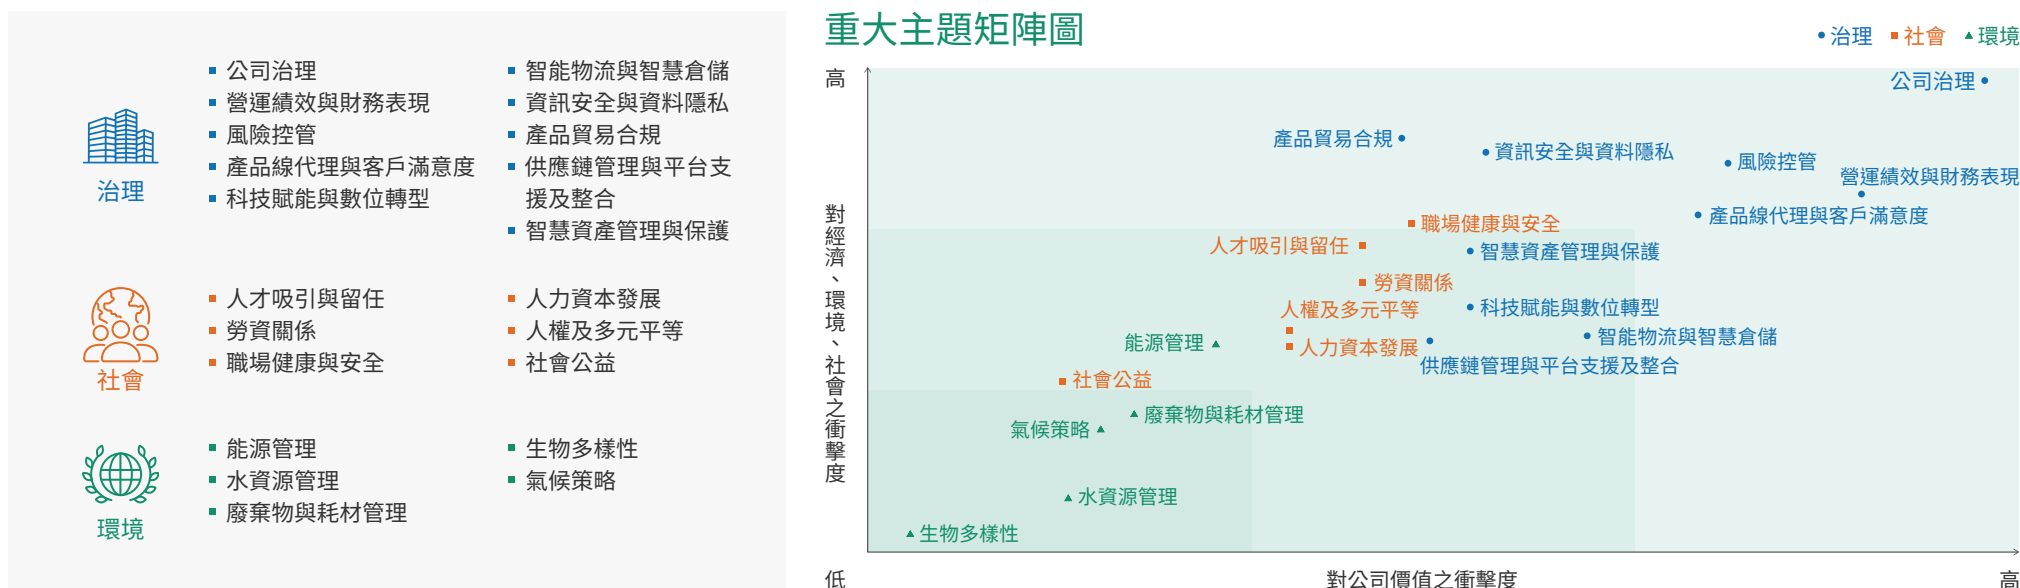 公司治理
營運績效與財務表現
風險控管
產品線代理與客戶滿意度
科技賦能與數位轉型
智能物流與智慧倉儲
資訊安全與資料隱私
產品貿易合規
供應鏈管理與平台支
援及整合
智慧資產管理與保護
治理
人才吸引與留任
勞資關係
職場健康與安全
人力資本發展
人權及多元平等
社會公益
社會
能源管理
水資源管理
廢棄物與耗材管理
生物多樣性
氣候策略
環境
重大主題矩陣圖
治理
社會
環境
高
對經濟、環境、社會之衝擊度
低
公司治理
產品貿易合規
資訊安全與資料隱私
風險控管
營運績效與財務表現
產品線代理與客戶滿意度
職場健康與安全
人才吸引與留任
智慧資產管理與保護
勞資關係
人權及多元平等
科技賦能與數位轉型
智能物流與智慧倉儲
能源管理
人力資本發展
供應鏈管理與平台支援及整合
社會公益
廢棄物與耗材管理
氣候策略
水資源管理
生物多樣性
對公司價值之衝擊度
高